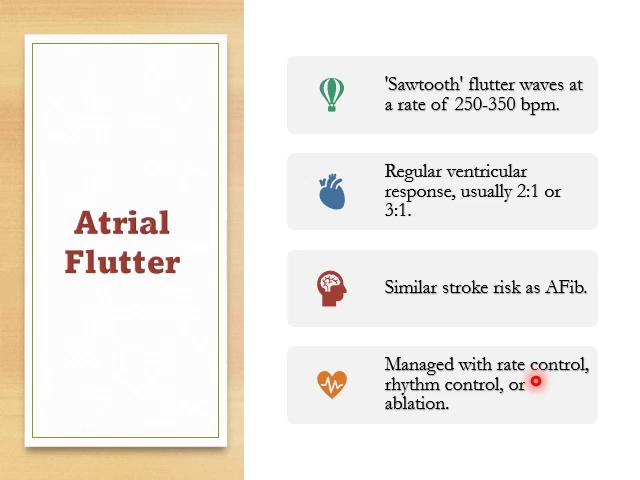 Atrial
Flutter
'Sawtooth' flutter waves at
a rate of 250-350 bpm.
Regular ventricular
response, usually 2:1 or
3:1.
Similar stroke risk as AFib.
Managed with rate control,
rhythm control, or
ablation.